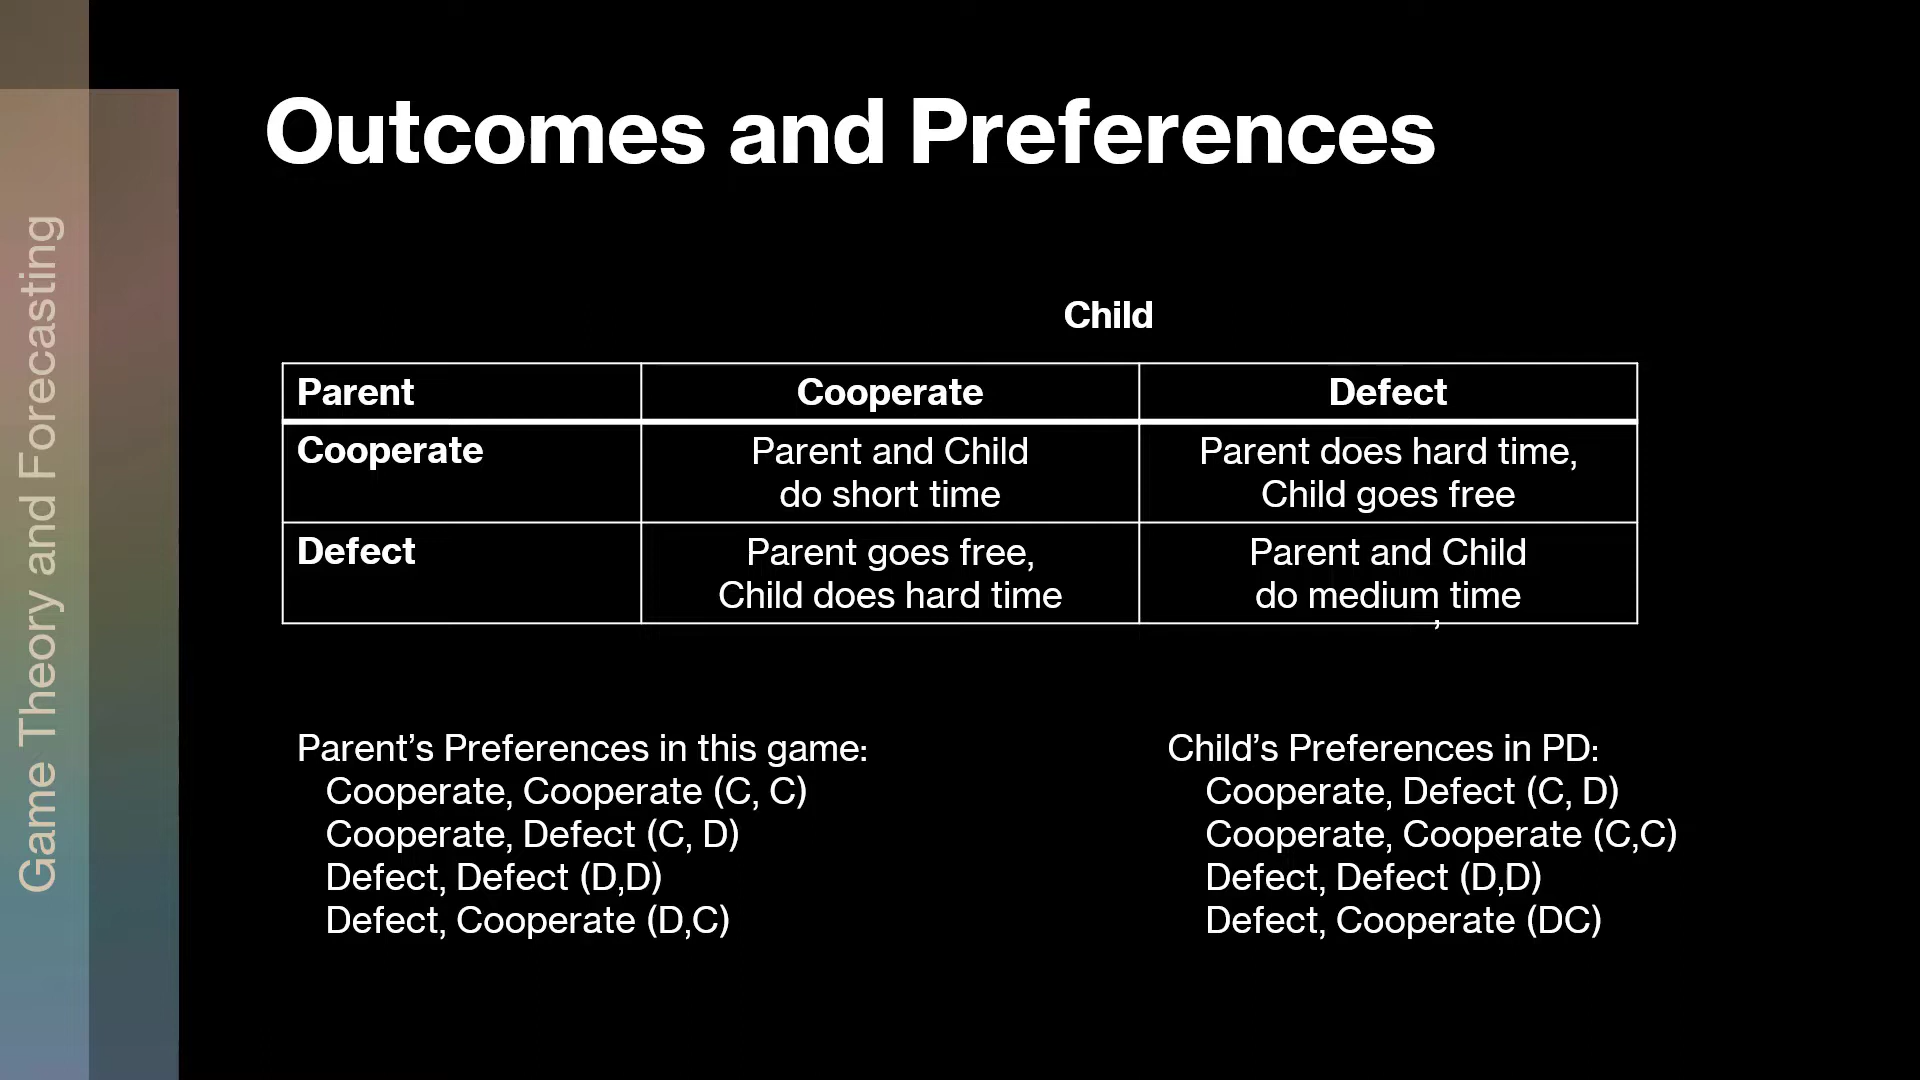 Game Theory and Forecasting
Outcomes and Preferences
Child
Parent Cooperate Defect
Cooperate Parent and Child Parent does hard time,
do short time Child goes free
Defect Parent goes free, Parent and Child
Child does hard time do medium time
,
Parent’s Preferences in this game:
Cooperate, Cooperate (C, C)
Cooperate, Defect (C, D)
Defect, Defect (D,D)
Defect, Cooperate (D,C)
Child’s Preferences in PD:
Cooperate, Defect (C, D)
Cooperate, Cooperate (C,C)
Defect, Defect (D,D)
Defect, Cooperate (DC)